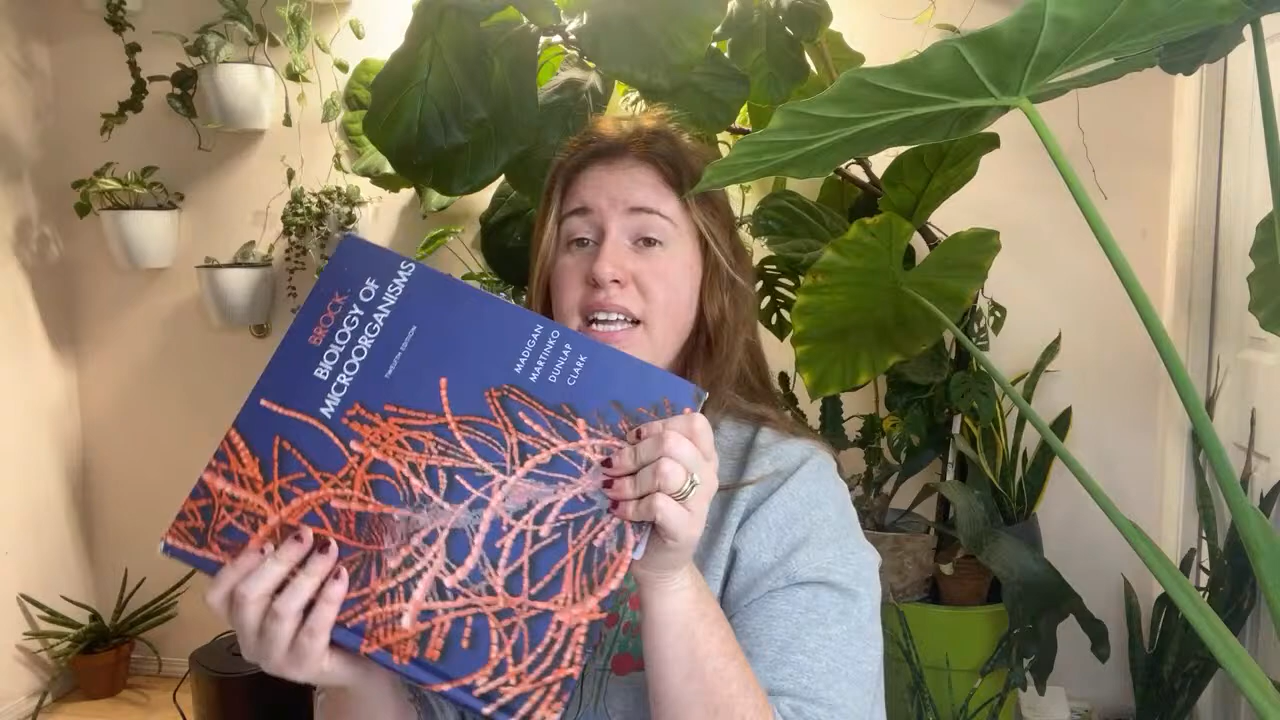 BROCK
BIOLOGY OF
MICROORGANISMS
TWELFTH EDITION
MADIGAN
MARTINKO
DUNLAP
CLARK